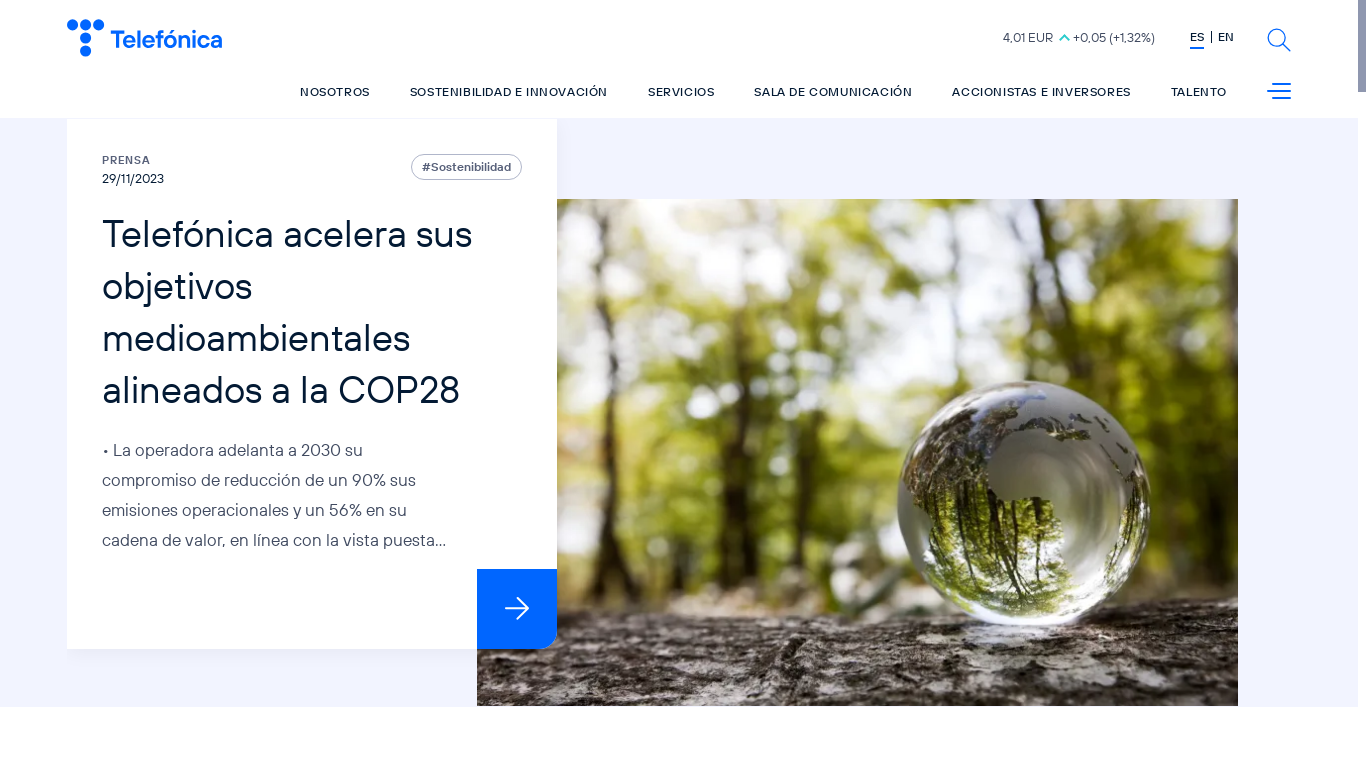 Telefónica
4,01 EUR +0,05 (+1,32%)
ES | EN
NOSOTROS
SOSTENIBILIDAD E INNOVACIÓN
SERVICIOS
SALA DE COMUNICACIÓN
ACCIONISTAS E INVERSORES
TALENTO
PRENSA
29/11/2023
#Sostenibilidad
Telefónica acelera sus
objetivos
medioambientales
alineados a la COP28
• La operadora adelanta a 2030 su
compromiso de reducción de un 90% sus
emisiones operacionales y un 56% en su
cadena de valor, en línea con la vista puesta...